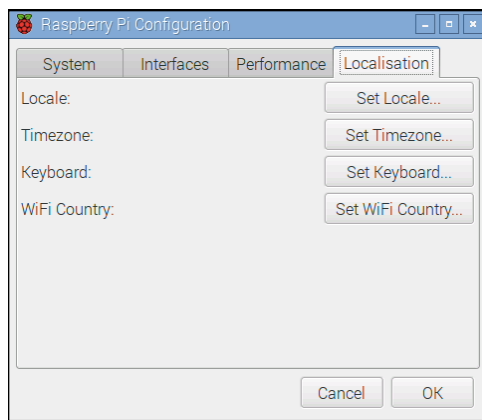 Raspberry Pi Configuration
System Interfaces Performance Localisation
Locale: Set Locale...
Timezone: Set Timezone...
Keyboard: Set Keyboard...
WiFi Country: Set WiFi Country...
Cancel OK